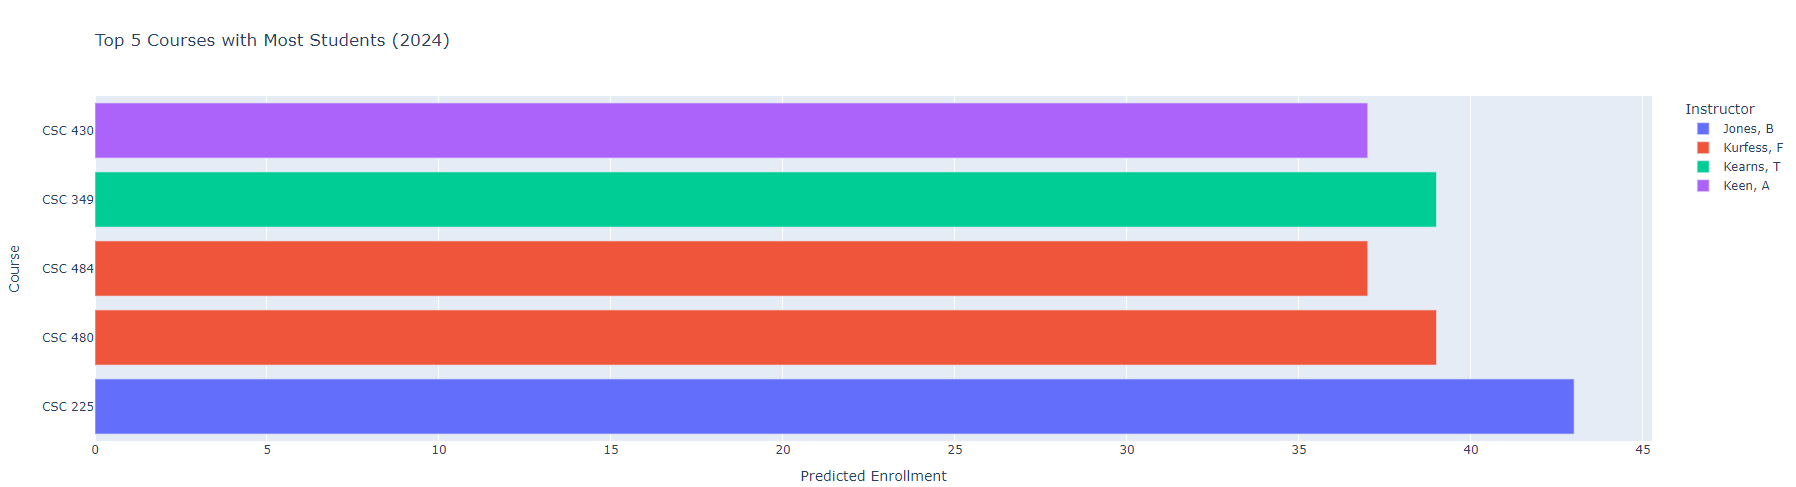 Top 5 Courses with Most Students (2024)
Instructor
Jones, B
Kurfess, F
Kearns, T
Keen, A
CSC 430
CSC 349
CSC 484
CSC 480
CSC 225
Course
0 5 10 15 20 25 30 35 40 45
Predicted Enrollment